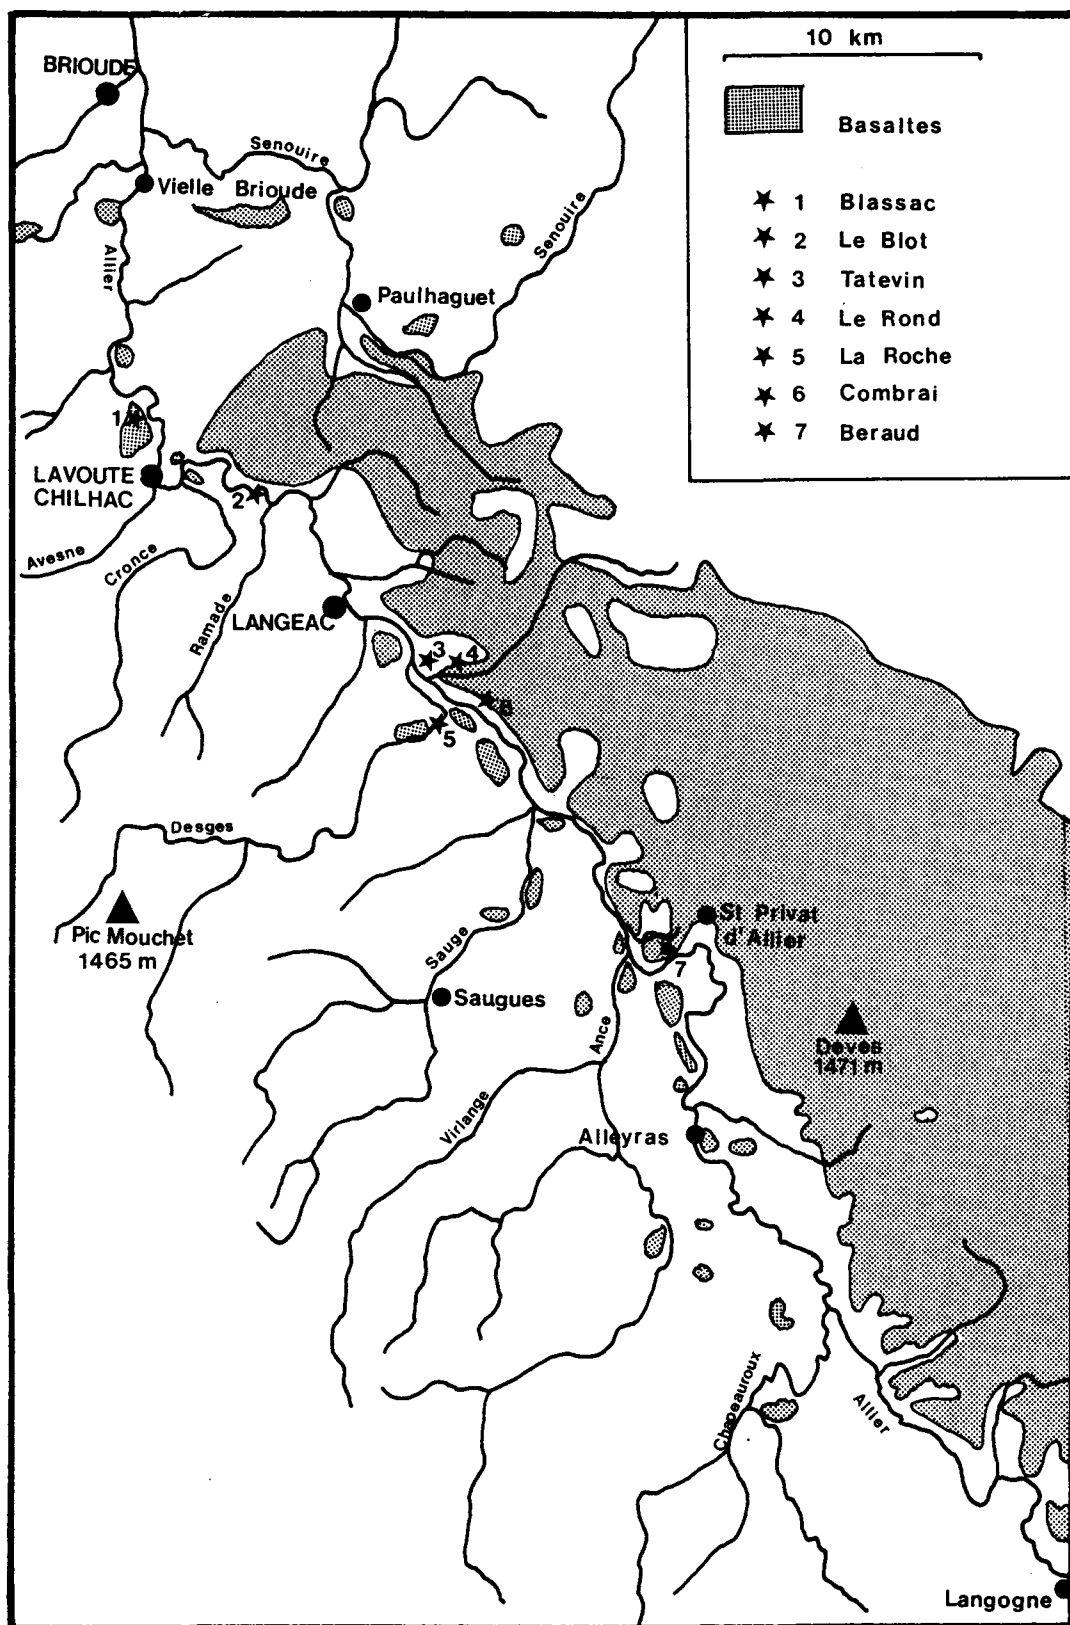 10 km
Basaltes
1 Blassac
2 Le Blot
3 Tatevin
4 Le Rond
5 La Roche
6 Combrai
7 Beraud
BRIOUDE
Senouire
Vielle Brioude
Allier
Senouire
Paulhaguet
1
LAVOUTE
CHILHAC
2
Avesne
Cronce
Ramade
LANGEAC
3
4
6
5
Desges
Pic Mouchet
1465 m
St Privat
d'Allier
7
Sauge
Saugues
Ance
Deves
1471 m
Virlange
Alleyras
Chapeauroux
Allier
Langogne